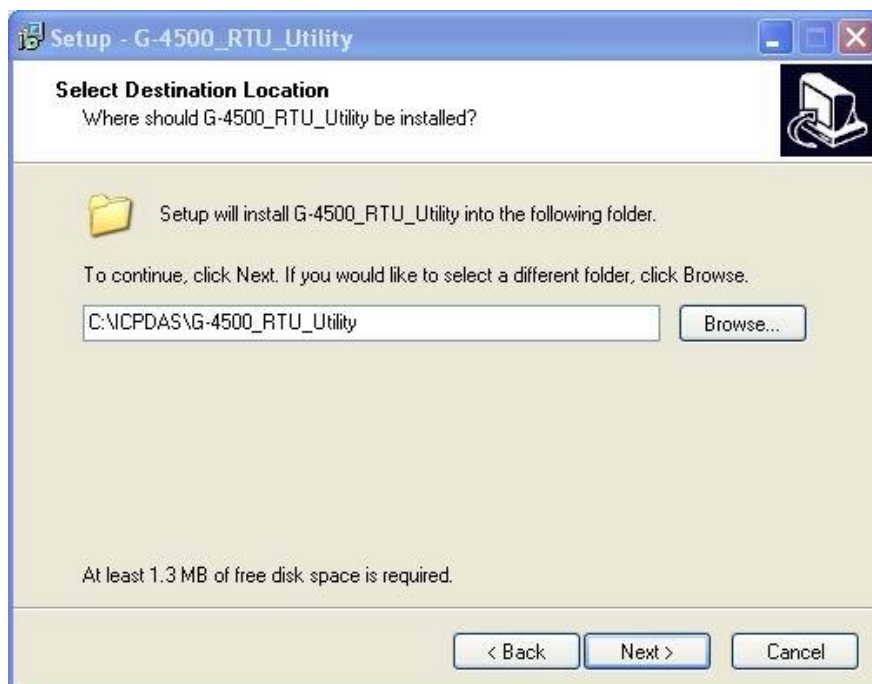 Setup - G-4500_RTU_Utility
Select Destination Location
Where should G-4500_RTU_Utility be installed?
Setup will install G-4500_RTU_Utility into the following folder.
To continue, click Next. If you would like to select a different folder, click Browse.
C:\ICPDAS\G-4500_RTU_Utility
Browse...
At least 1.3 MB of free disk space is required.
< Back
Next >
Cancel